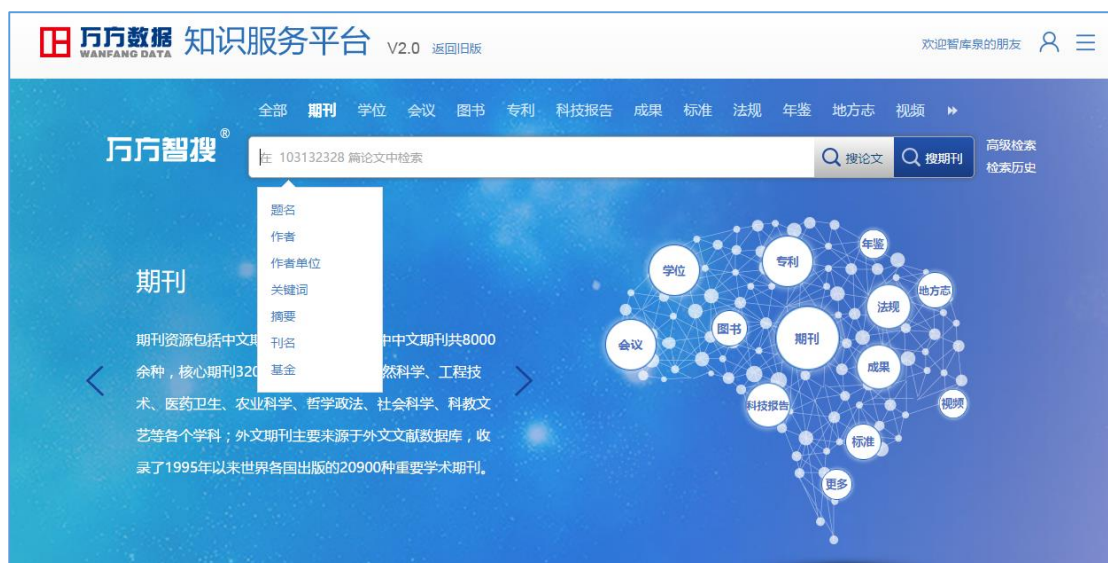 万方数据 知识服务平台 V2.0 返回旧版 欢迎智库泉的朋友
WANFANG DATA
全部 期刊 学位 会议 图书 专利 科技报告 成果 标准 法规 年鉴 地方志 视频
万方智搜®
在 103132328 篇论文中检索
搜论文 搜期刊
高级检索
检索历史
题名
作者
作者单位
关键词
摘要
刊名
基金
期刊
期刊资源包括中文期 中中文期刊共8000
余种，核心期刊320 然科学、工程技
术、医药卫生、农业科学、哲学政法、社会科学、科教文
艺等各个学科；外文期刊主要来源于外文文献数据库，收
录了1995年以来世界各国出版的20900种重要学术期刊。
年鉴
专利
学位
地方志
法规
图书
期刊
会议
成果
科技报告
视频
标准
更多